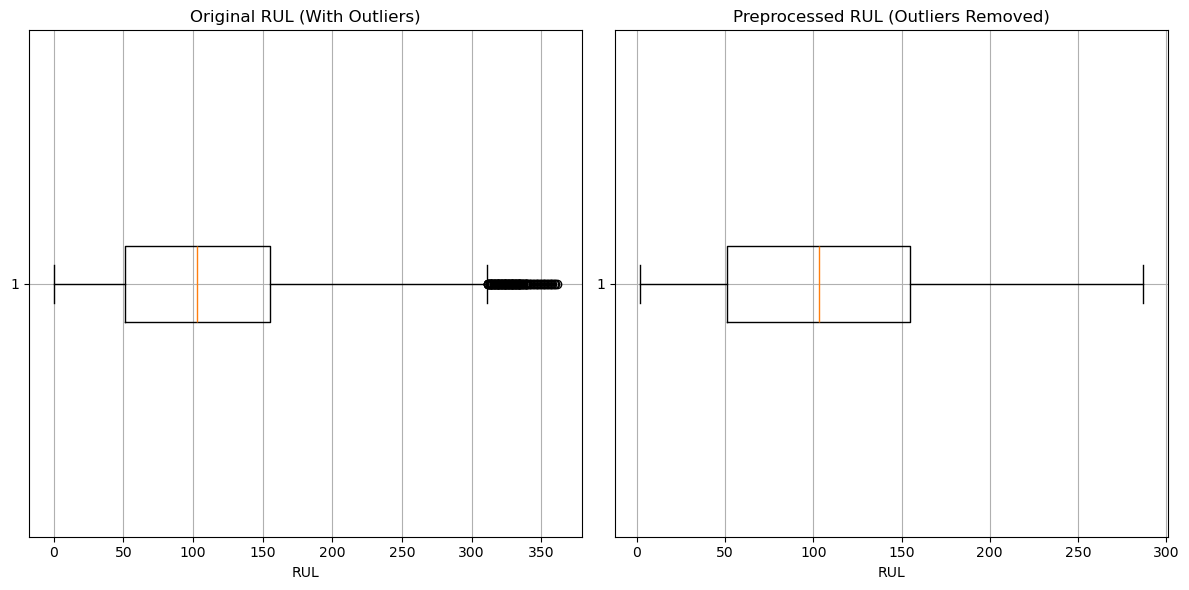 Original RUL (With Outliers)
1
0 50 100 150 200 250 300 350
RUL
Preprocessed RUL (Outliers Removed)
1
0 50 100 150 200 250 300
RUL